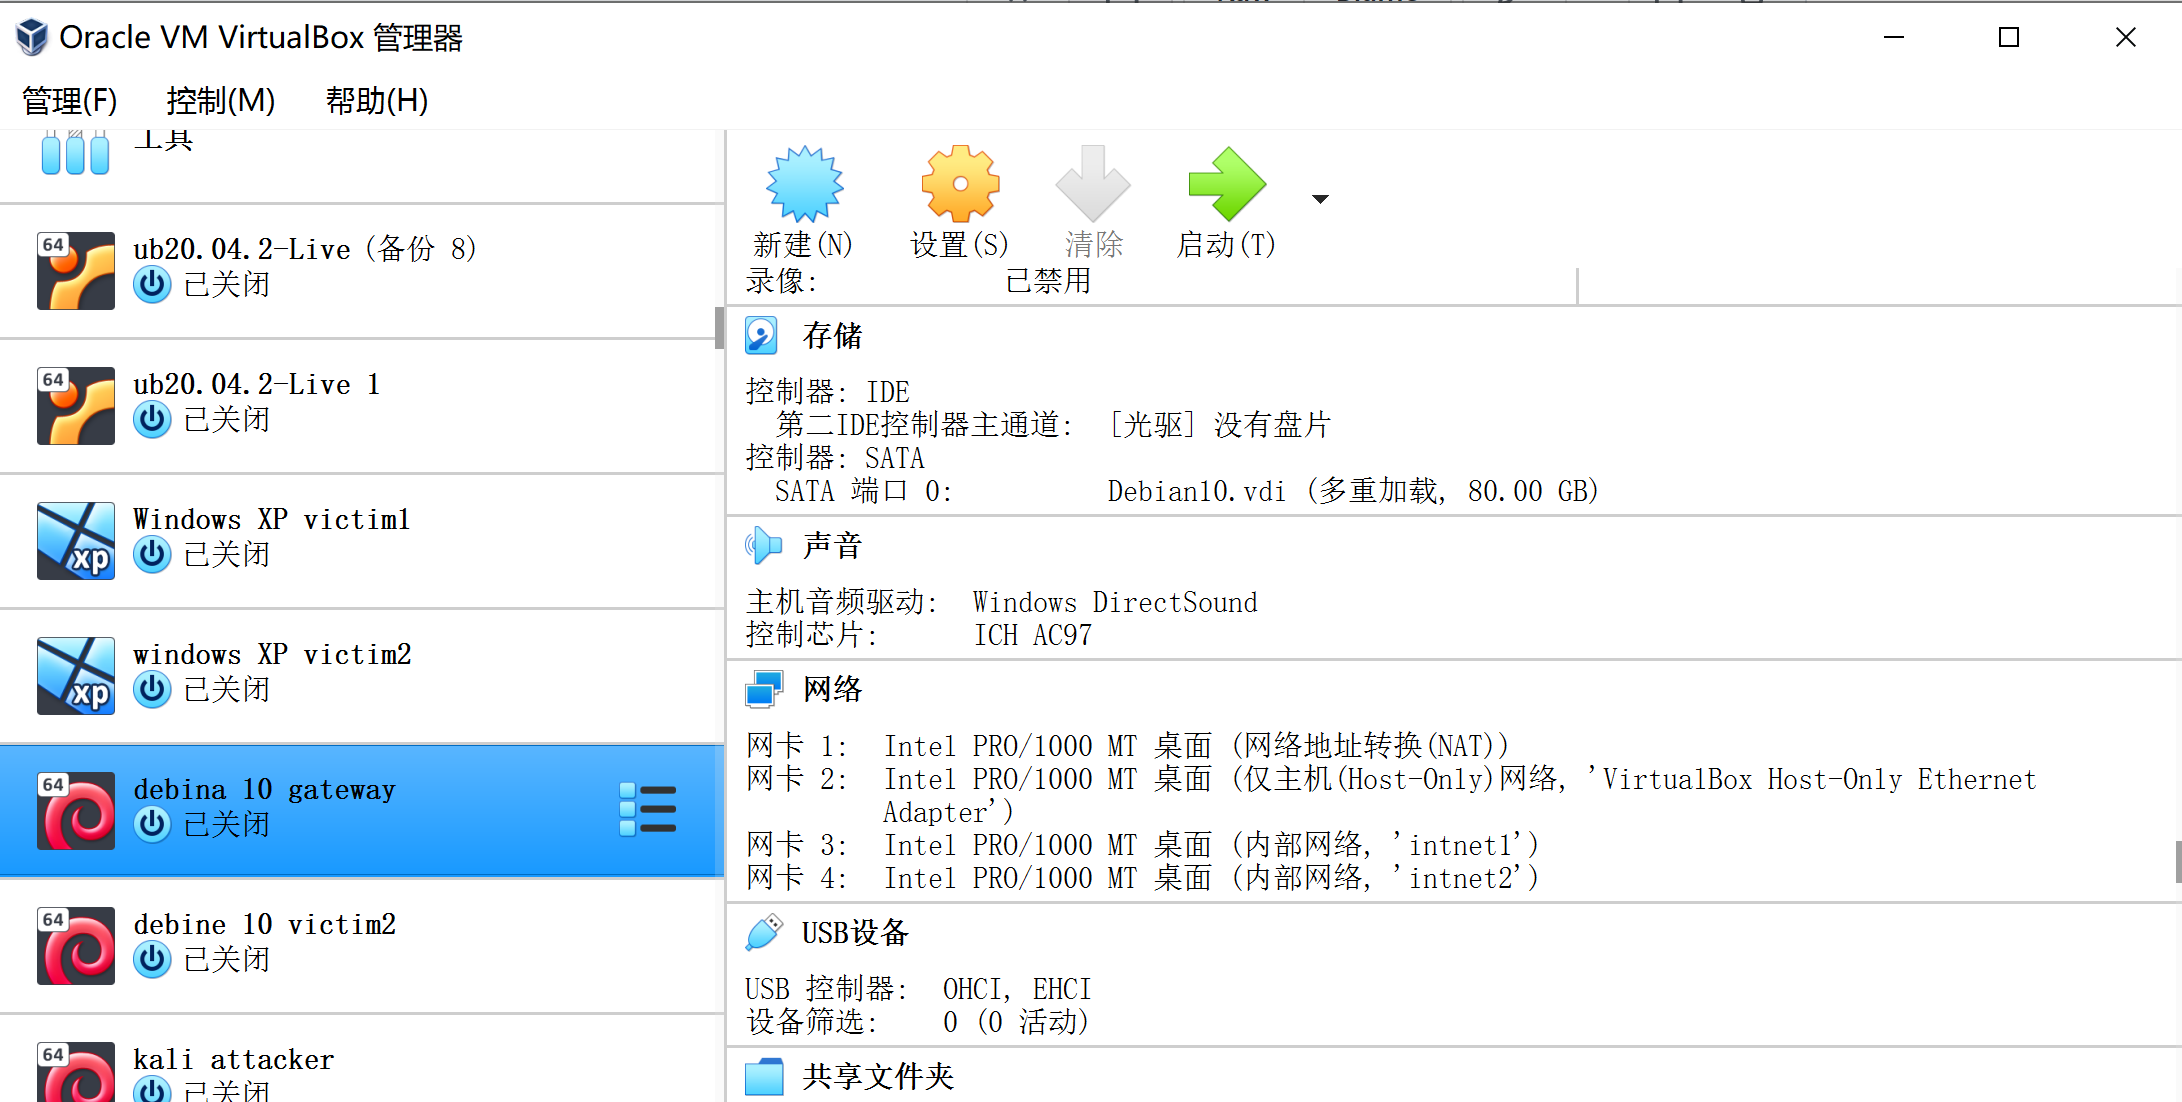 Oracle VM VirtualBox 管理器
管理(F) 控制(M) 帮助(H)
工具
64
ub20.04.2-Live (备份 8)
已关闭
64
ub20.04.2-Live 1
已关闭
xp
Windows XP victim1
已关闭
xp
windows XP victim2
已关闭
64
debina 10 gateway
已关闭
64
debine 10 victim2
已关闭
64
kali attacker
已关闭
新建(N) 设置(S) 清除 启动(T)
录像: 已禁用
存储
控制器: IDE
第二IDE控制器主通道: [光驱] 没有盘片
控制器: SATA
SATA 端口 0: Debian10.vdi (多重加载, 80.00 GB)
声音
主机音频驱动: Windows DirectSound
控制芯片: ICH AC97
网络
网卡 1: Intel PRO/1000 MT 桌面 (网络地址转换(NAT))
网卡 2: Intel PRO/1000 MT 桌面 (仅主机(Host-Only)网络, 'VirtualBox Host-Only Ethernet
Adapter')
网卡 3: Intel PRO/1000 MT 桌面 (内部网络, 'intnet1')
网卡 4: Intel PRO/1000 MT 桌面 (内部网络, 'intnet2')
USB设备
USB 控制器: OHCI, EHCI
设备筛选: 0 (0 活动)
共享文件夹